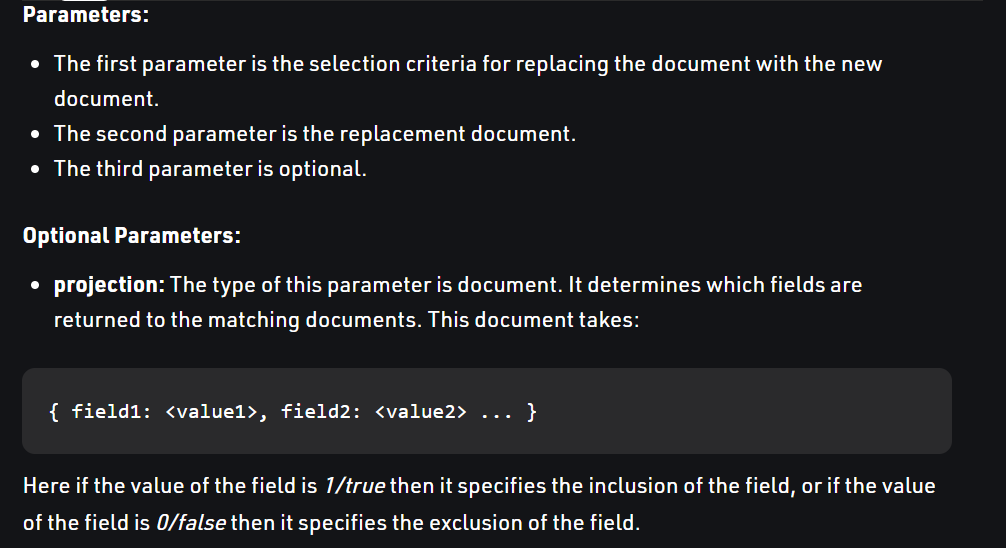 Parameters:
• The first parameter is the selection criteria for replacing the document with the new
document.
• The second parameter is the replacement document.
• The third parameter is optional.
Optional Parameters:
• projection: The type of this parameter is document. It determines which fields are
returned to the matching documents. This document takes:
{ field1: <value1>, field2: <value2> ... }
Here if the value of the field is 1/true then it specifies the inclusion of the field, or if the value
of the field is 0/false then it specifies the exclusion of the field.